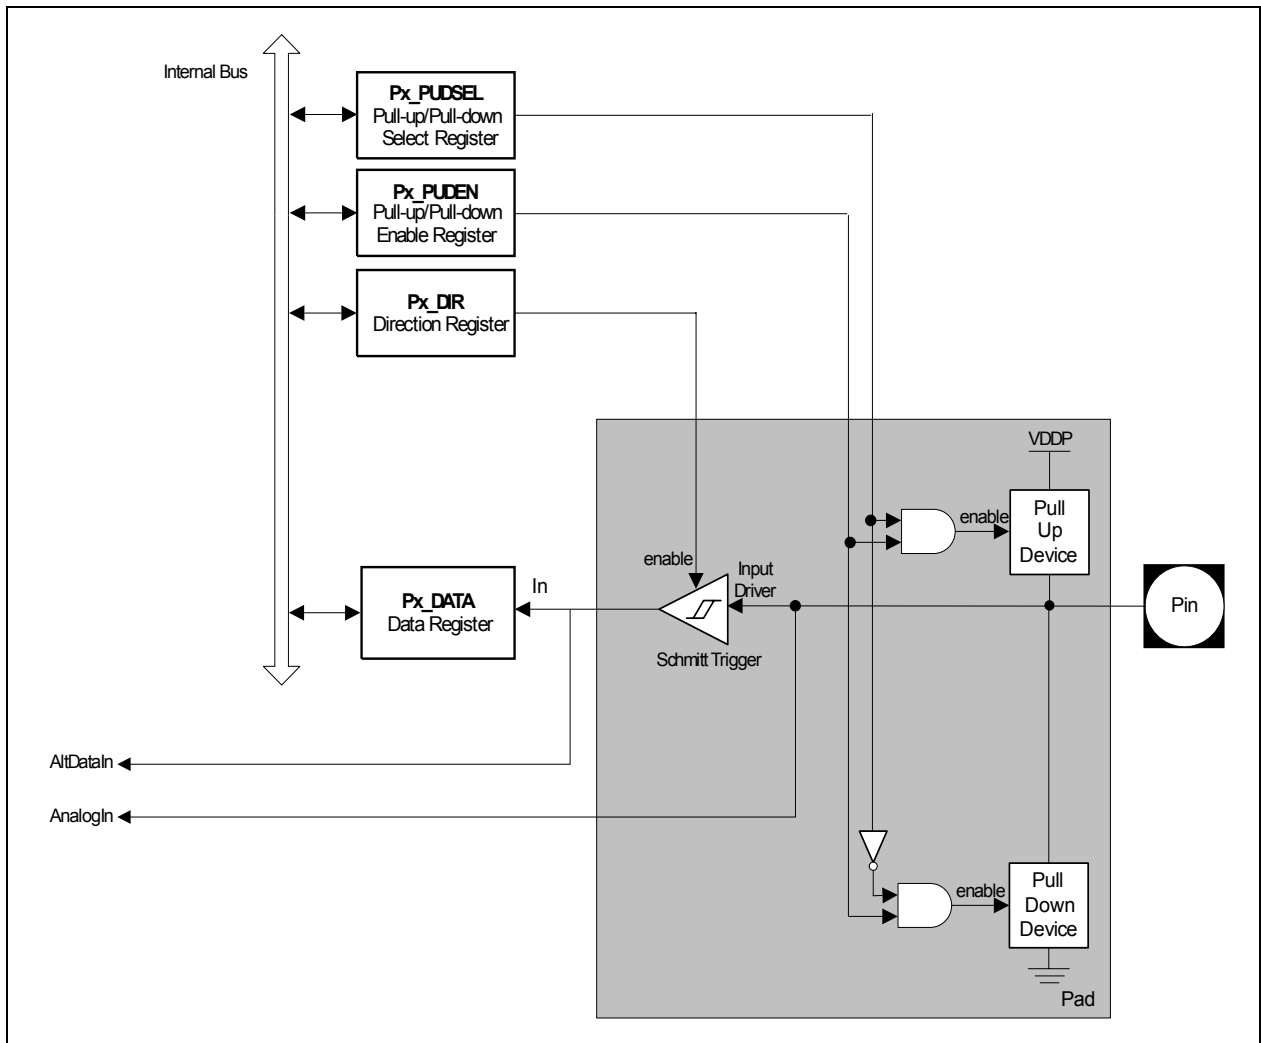 Internal Bus
Px_PUDSEL
Pull-up/Pull-down
Select Register
Px_PUDEN
Pull-up/Pull-down
Enable Register
Px_DIR
Direction Register
VDDP
Pull
Up
Device
enable
enable
Input
Driver
In
Px_DATA
Data Register
Schmitt Trigger
Pin
AltDataIn
AnalogIn
enable
Pull
Down
Device
Pad